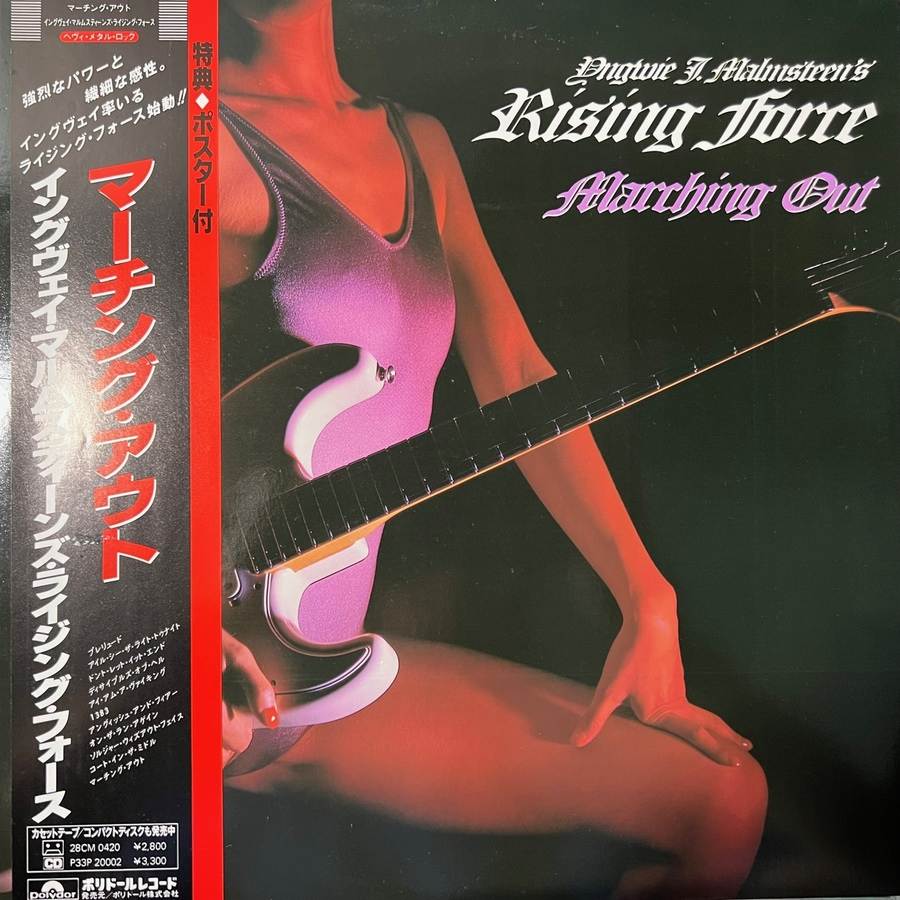 マーチング・アウト
イングヴェイ・マルムスティーンズ・ライジング・フォース
ヘヴィ・メタル・ロック
強烈なパワーと
繊細な感性。
イングヴェイ率いる
ライジング・フォース始動!!
マーチング・アウト
イングヴェイ・マルムスティーンズ・ライジング・フォース
特典◆ポスター付
プレリュード
アイル・シー・ザ・ライト・トゥナイト
ドント・レット・イット・エンド
ディサイプルズ・オブ・ヘル
アイ・アム・ア・ヴァイキング
1383
アングィッシュ・アンド・フィアー
オン・ザ・ラン・アゲイン
ソルジャー・ウィズアウト・フェイス
コート・イン・ザ・ミドル
マーチング・アウト
カセットテープ/コンパクトディスクも発売中
28CM 0420 ¥2,800
CD P33P 20002 ¥3,300
polydor
ポリドールレコード
発売元/ポリドール株式会社
Yngwie J. Malmsteen's
Rising Force
Marching Out